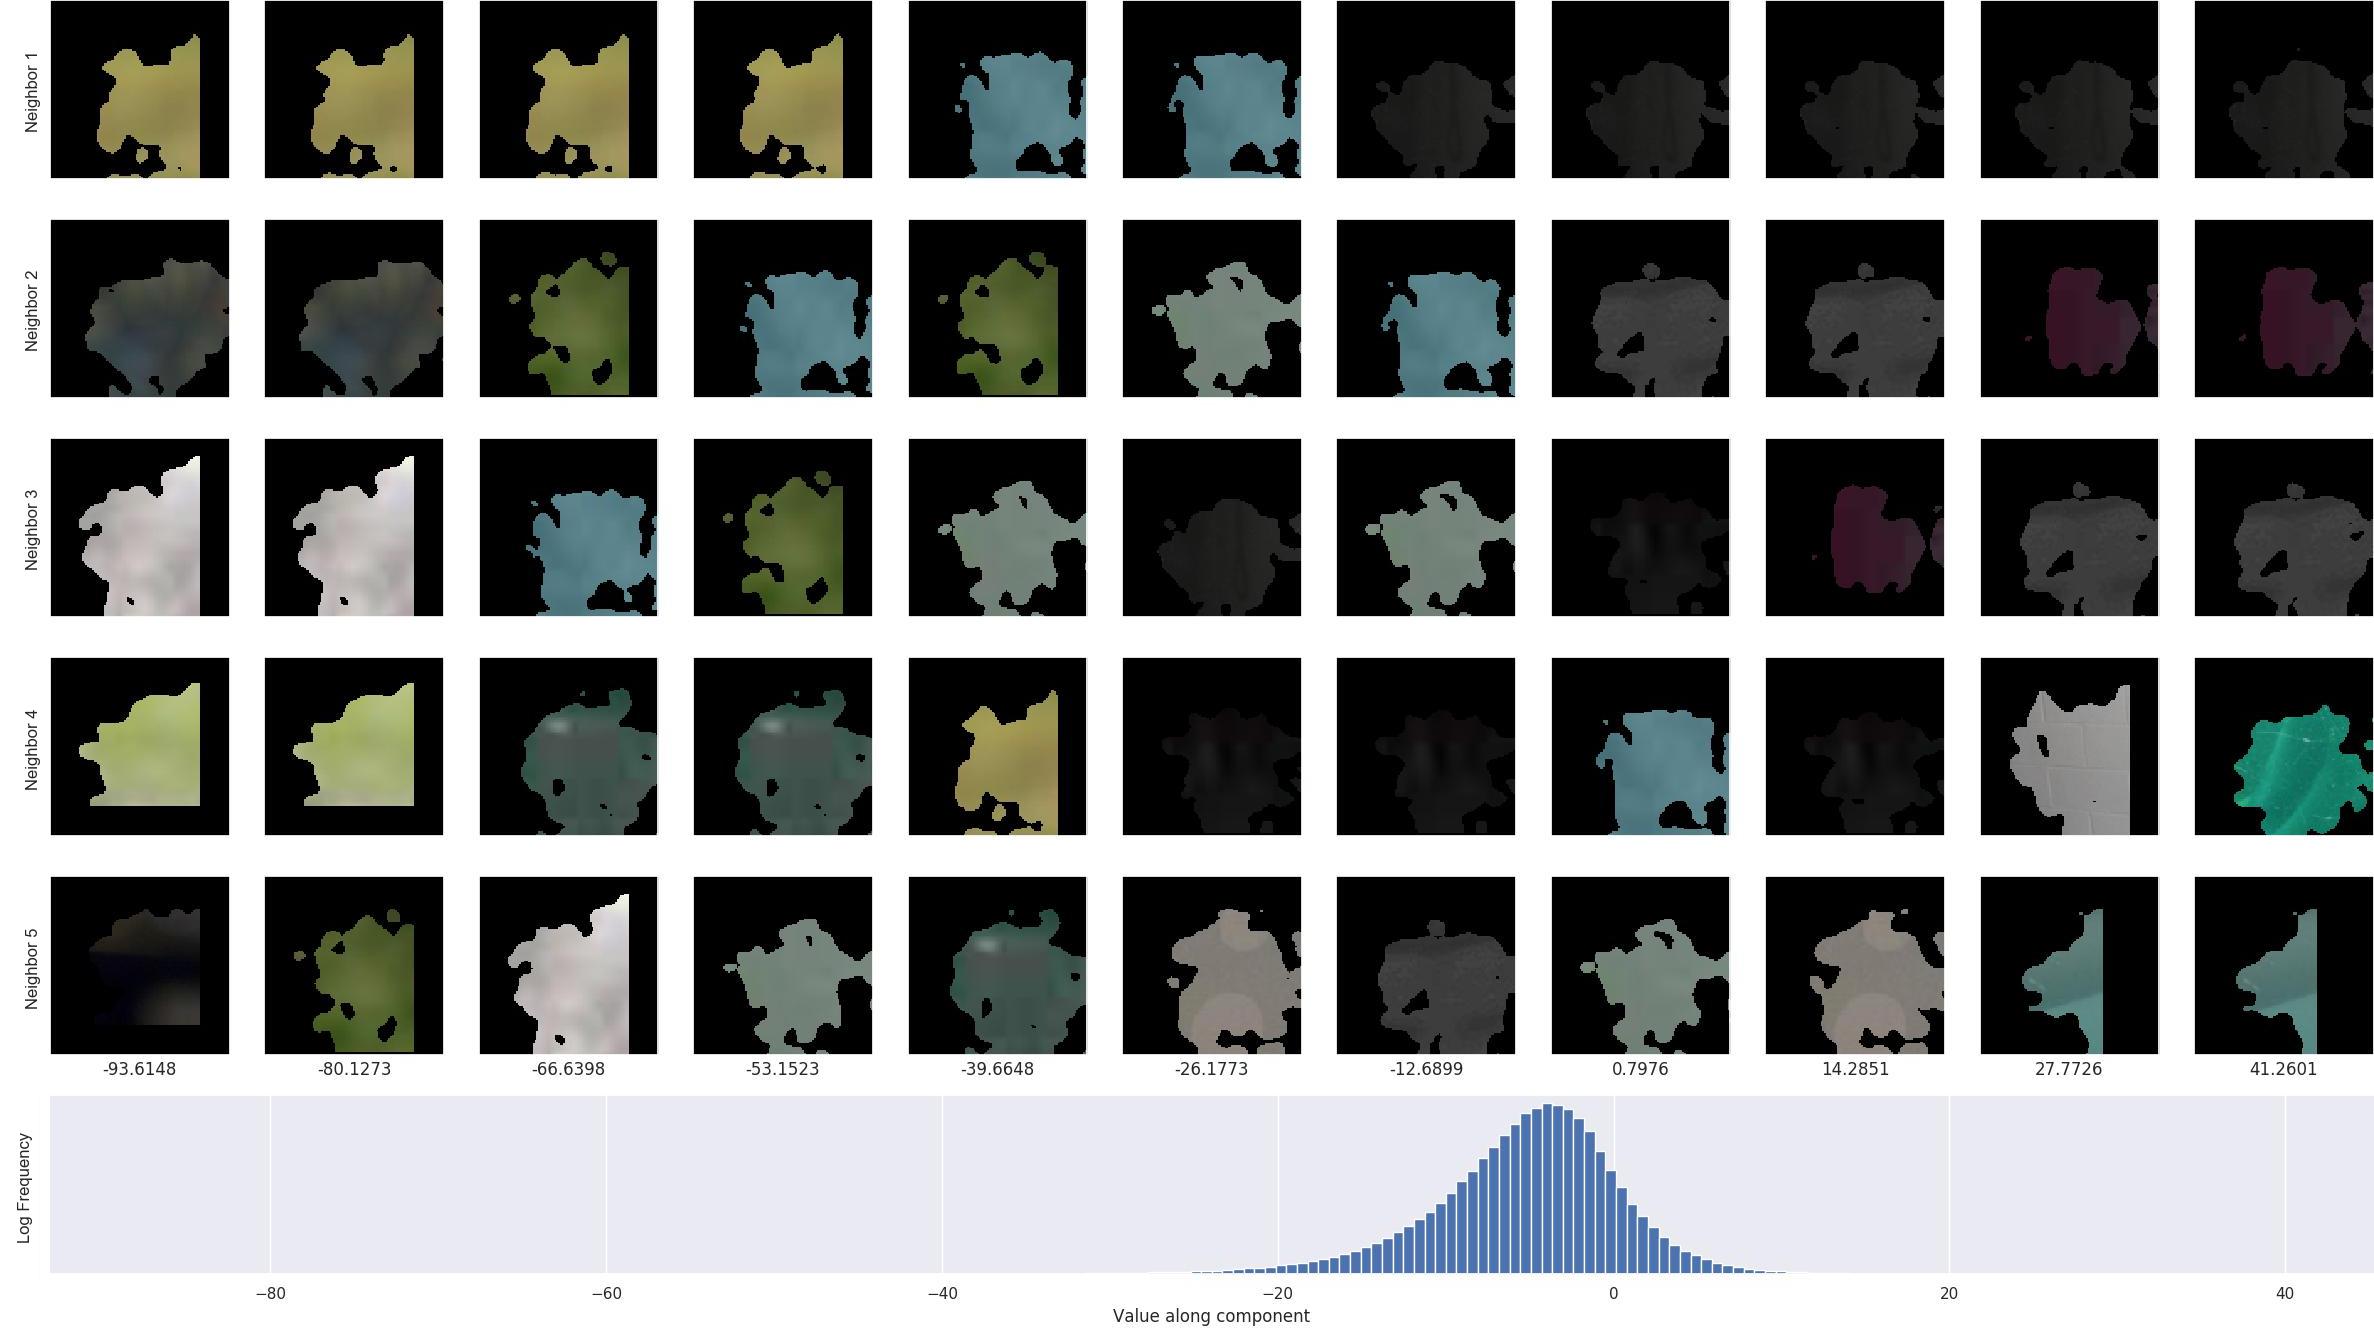 Neighbor 1
Neighbor 2
Neighbor 3
Neighbor 4
Neighbor 5
-93.6148 -80.1273 -66.6398 -53.1523 -39.6648 -26.1773 -12.6899 0.7976 14.2851 27.7726 41.2601
Log Frequency
−80 −60 −40 −20 0 20 40
Value along component